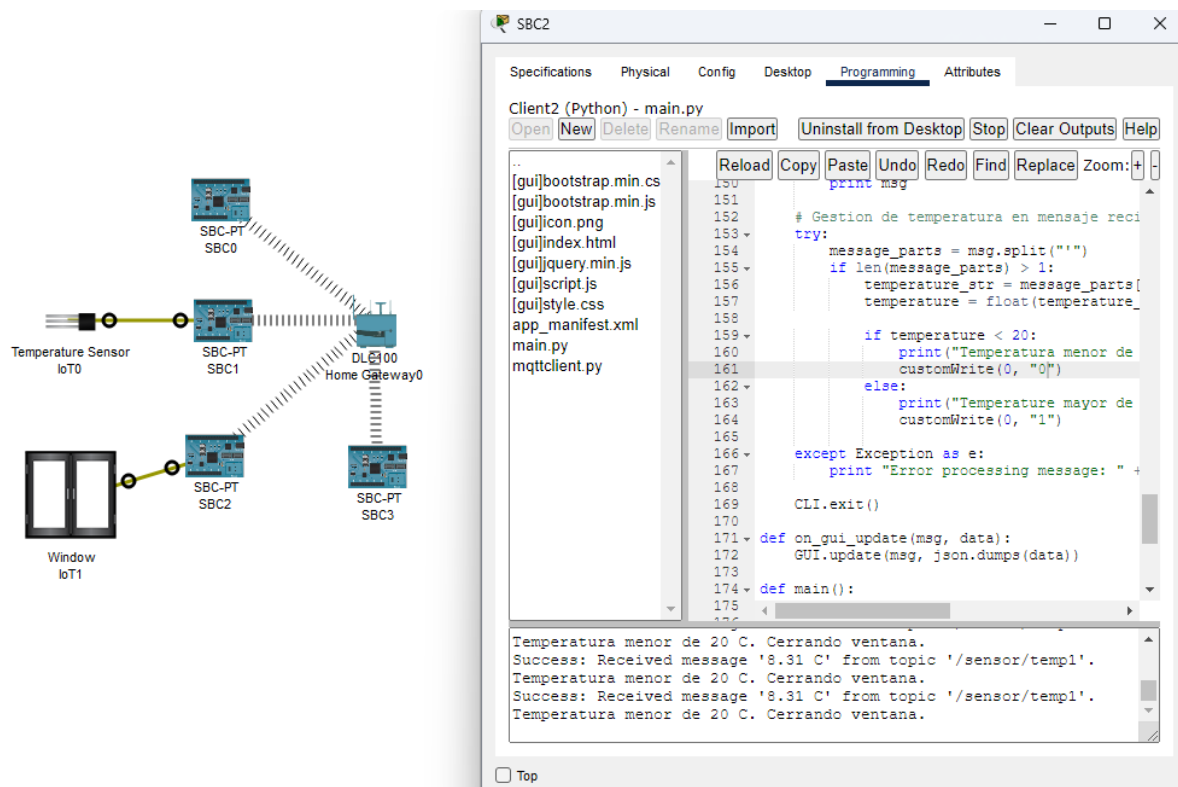 SBC2
Specifications Physical Config Desktop Programming Attributes
Client2 (Python) - main.py
Open New Delete Rename Import Uninstall from Desktop Stop Clear Outputs Help
Reload Copy Paste Undo Redo Find Replace Zoom: + -
..
[gui]bootstrap.min.cs
[gui]bootstrap.min.js
[gui]icon.png
[gui]index.html
[gui]jquery.min.js
[gui]script.js
[gui]style.css
app_manifest.xml
main.py
mqttclient.py
150 print msg
151
152 # Gestion de temperatura en mensaje reci
153 try:
154 message_parts = msg.split("'")
155 if len(message_parts) > 1:
156 temperature_str = message_parts[
157 temperature = float(temperature_
158
159 if temperature < 20:
160 print("Temperatura menor de
161 customWrite(0, "0")
162 else:
163 print("Temperature mayor de
164 customWrite(0, "1")
165
166 except Exception as e:
167 print "Error processing message: " +
168
169 CLI.exit()
170
171 def on_gui_update(msg, data):
172 GUI.update(msg, json.dumps(data))
173
174 def main():
175
Temperatura menor de 20 C. Cerrando ventana.
Success: Received message '8.31 C' from topic '/sensor/temp1'.
Temperatura menor de 20 C. Cerrando ventana.
Success: Received message '8.31 C' from topic '/sensor/temp1'.
Temperatura menor de 20 C. Cerrando ventana.
Top
SBC-PT
SBC0
Temperature Sensor
IoT0
SBC-PT
SBC1
DLC100
Home Gateway0
SBC-PT
SBC2
SBC-PT
SBC3
Window
IoT1